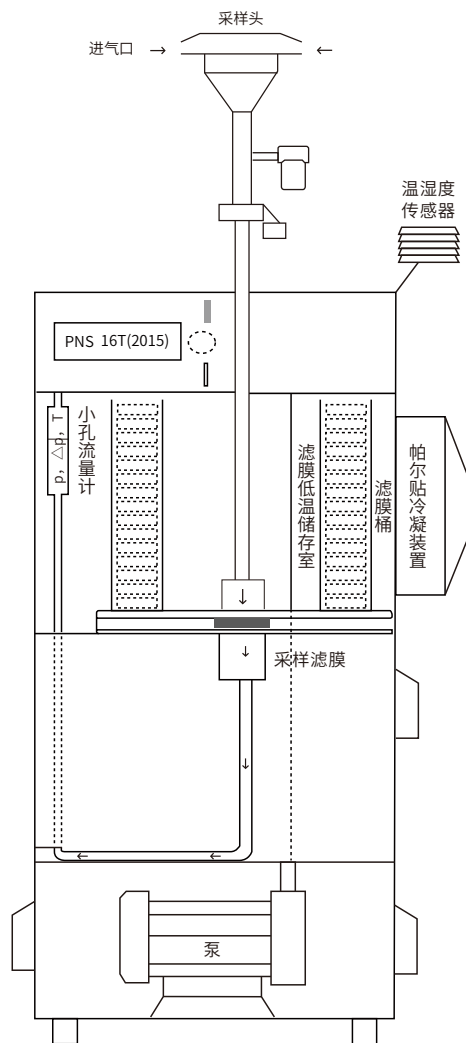 采样头
进气口
温湿度
传感器
PNS 16T(2015)
p, △p, T
小孔流量计
滤膜低温储存室
滤膜桶
帕尔贴冷凝装置
采样滤膜
泵